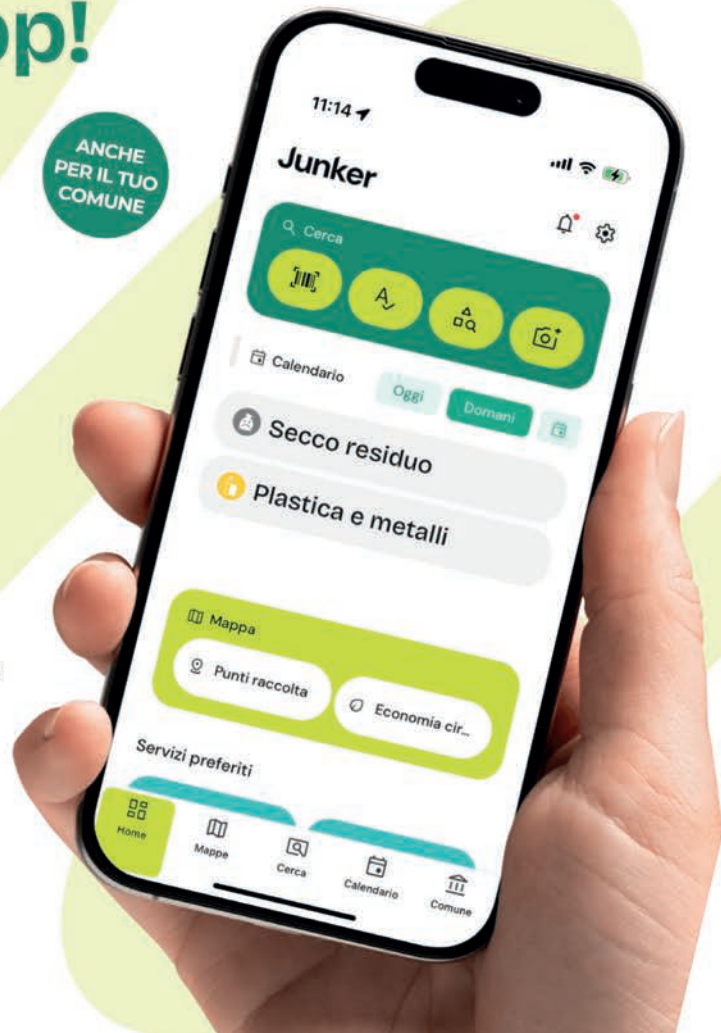 pp!
ANCHE
PER IL TUO
COMUNE
11:14
Junker
Cerca
Calendario
Oggi
Domani
Secco residuo
Plastica e metalli
Mappa
Punti raccolta
Economia cir...
Servizi preferiti
Home
Mappe
Cerca
Calendario
Comune